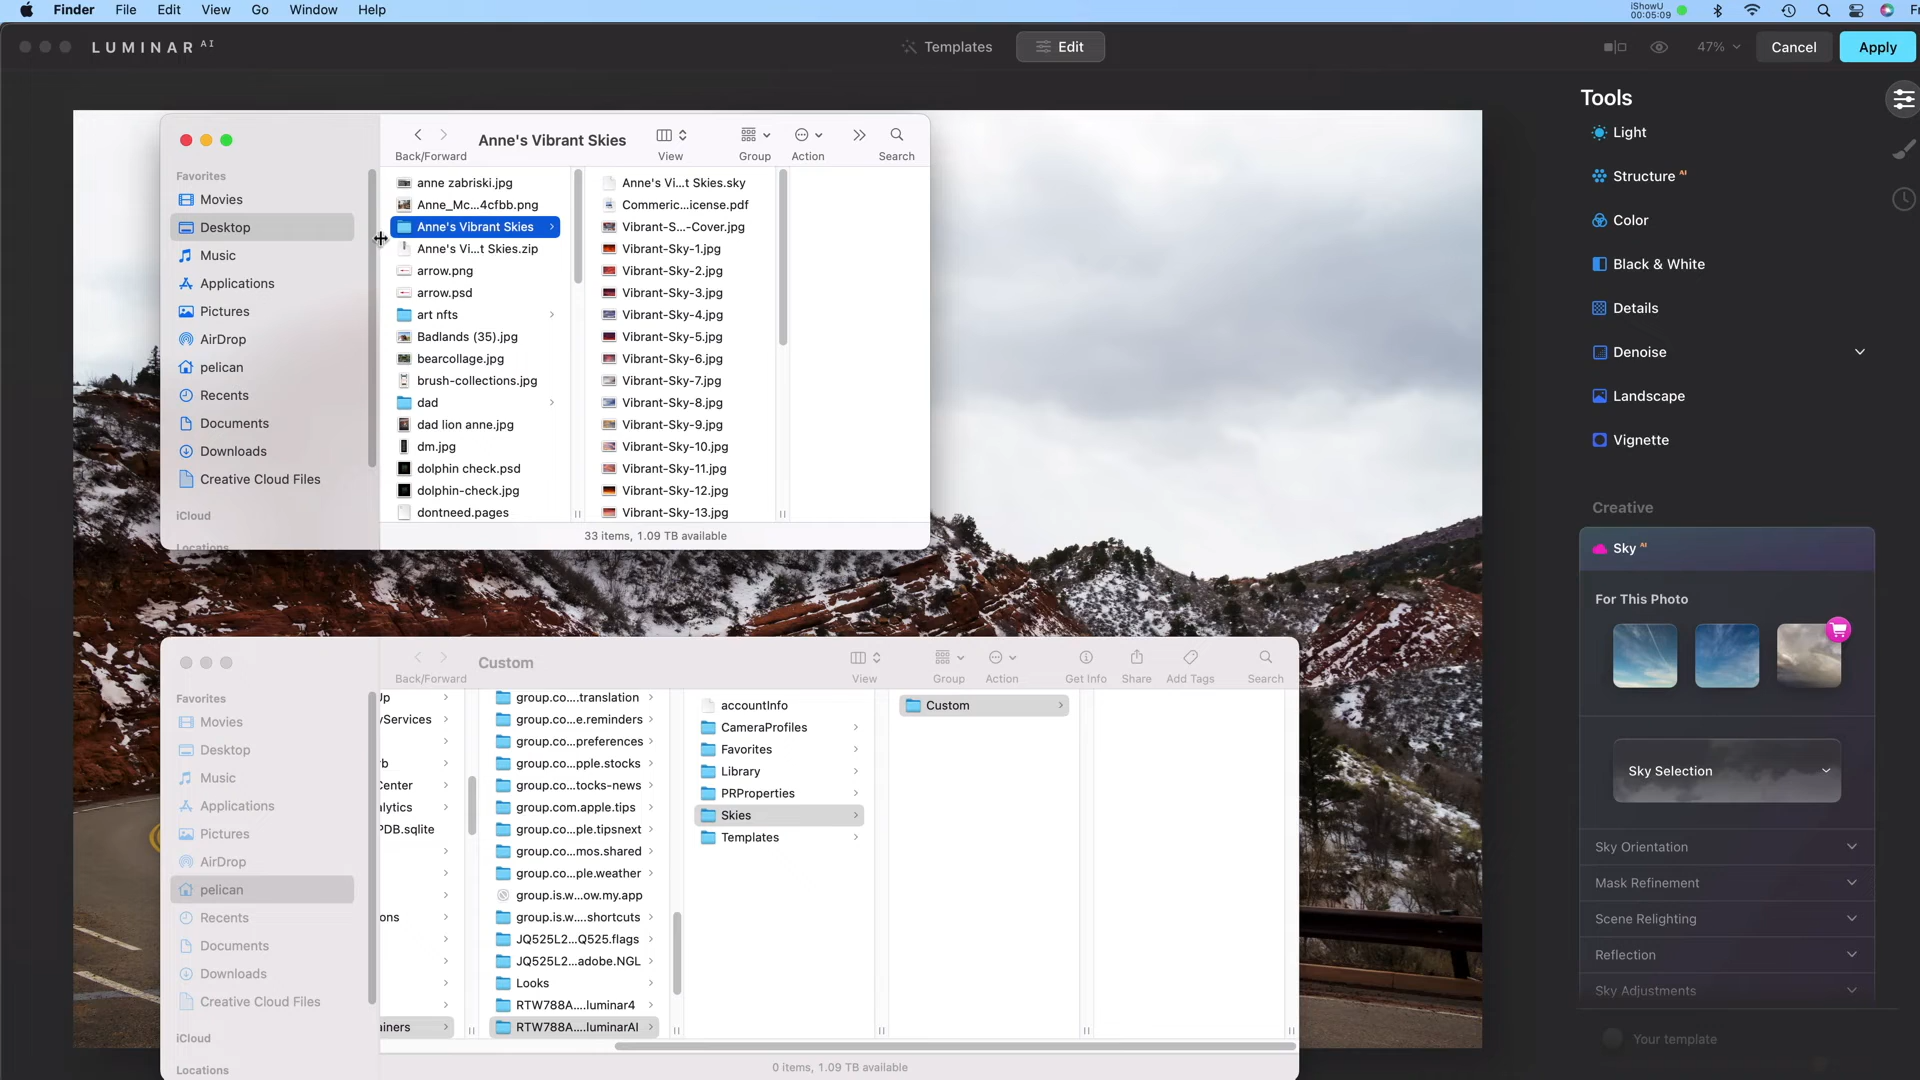 Finder File Edit View Go Window Help
iShowU
00:05:09
LUMINAR AI
Templates
Edit
47%
Cancel
Apply
Tools
Light
Structure AI
Color
Black & White
Details
Denoise
Landscape
Vignette
Creative
Sky AI
For This Photo
Sky Selection
Sky Orientation
Mask Refinement
Scene Relighting
Reflection
Sky Adjustments
Your template
Anne's Vibrant Skies
Back/Forward
View
Group
Action
Search
Favorites
Movies
Desktop
Music
Applications
Pictures
AirDrop
pelican
Recents
Documents
Downloads
Creative Cloud Files
iCloud
Locations
anne zabriski.jpg
Anne_Mc...4cfbb.png
Anne's Vibrant Skies
Anne's Vi...t Skies.zip
arrow.png
arrow.psd
art nfts
Badlands (35).jpg
bearcollage.jpg
brush-collections.jpg
dad
dad lion anne.jpg
dm.jpg
dolphin check.psd
dolphin-check.jpg
dontneed.pages
Anne's Vi...t Skies.sky
Commeric...icense.pdf
Vibrant-S...-Cover.jpg
Vibrant-Sky-1.jpg
Vibrant-Sky-2.jpg
Vibrant-Sky-3.jpg
Vibrant-Sky-4.jpg
Vibrant-Sky-5.jpg
Vibrant-Sky-6.jpg
Vibrant-Sky-7.jpg
Vibrant-Sky-8.jpg
Vibrant-Sky-9.jpg
Vibrant-Sky-10.jpg
Vibrant-Sky-11.jpg
Vibrant-Sky-12.jpg
Vibrant-Sky-13.jpg
33 items, 1.09 TB available
Custom
Back/Forward
View
Group
Action
Get Info
Share
Add Tags
Search
Favorites
Movies
Desktop
Music
Applications
Pictures
AirDrop
pelican
Recents
Documents
Downloads
Creative Cloud Files
iCloud
Locations
group.co....translation
group.co...e.reminders
group.co...preferences
group.co...pple.stocks
group.co...tocks-news
group.com.apple.tips
group.co...ple.tipsnext
group.co...mos.shared
group.co...ple.weather
group.is.w...ow.my.app
group.is.w....shortcuts
JQ525L2...Q525.flags
JQ525L2...adobe.NGL
Looks
RTW788A....luminar4
RTW788A....luminarAI
accountInfo
CameraProfiles
Favorites
Library
PRProperties
Skies
Templates
Custom
0 items, 1.09 TB available